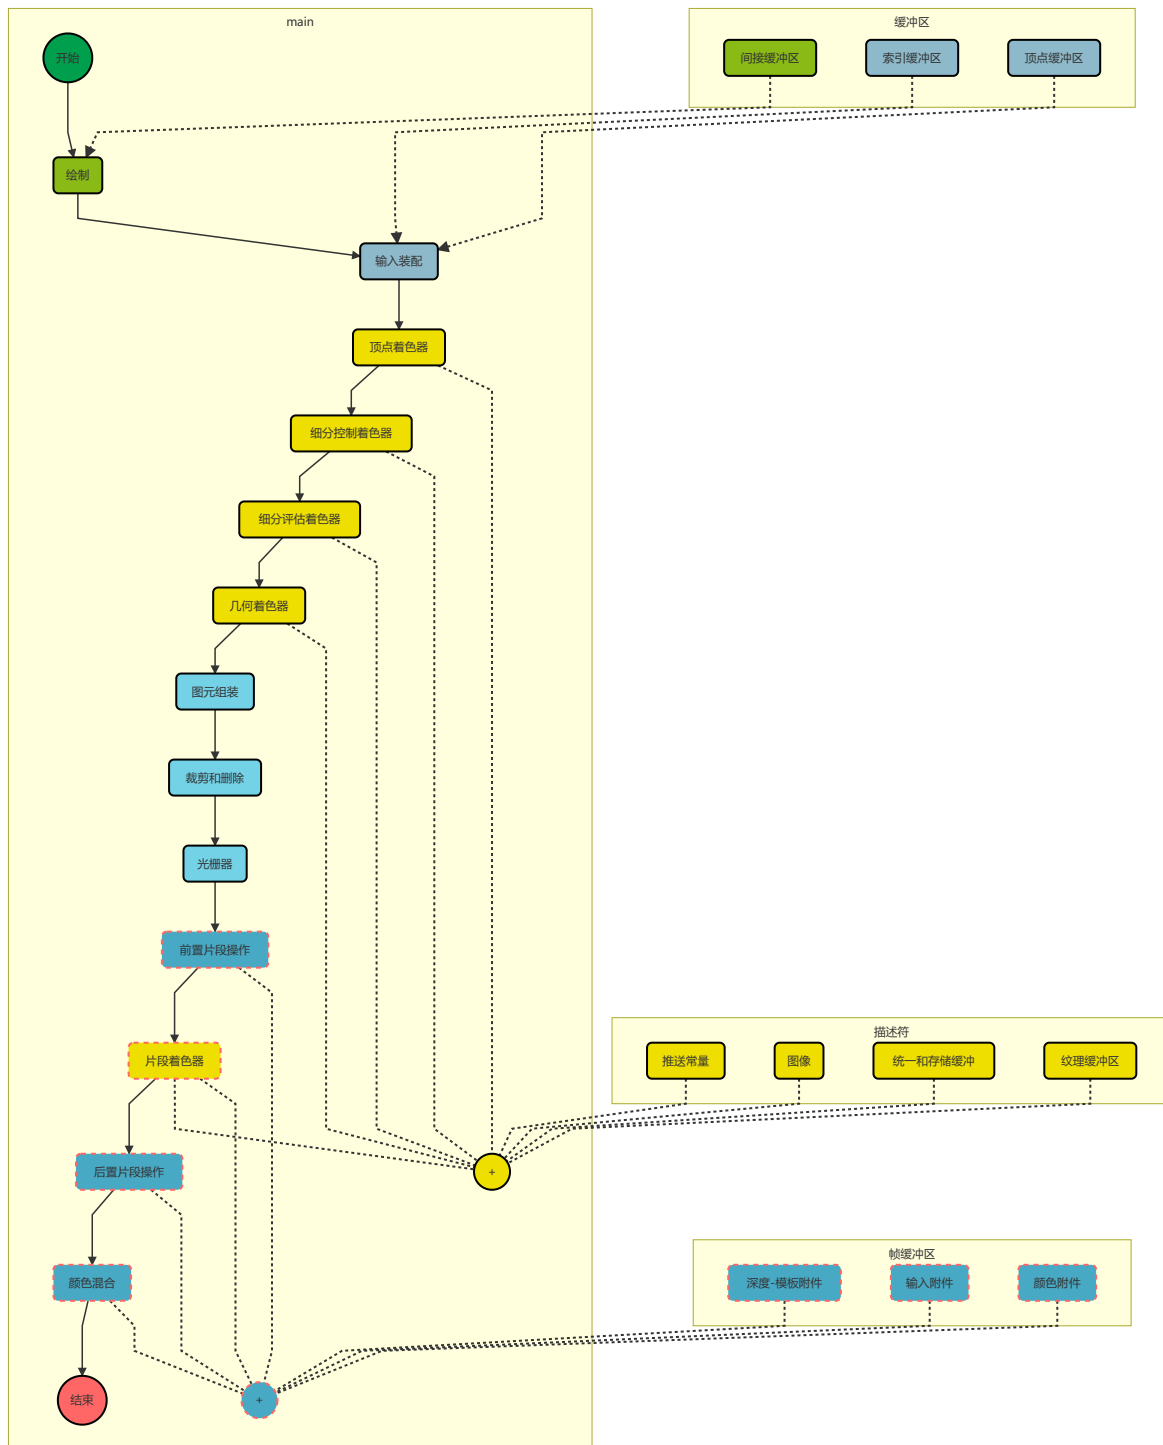 main
开始
绘制
输入装配
顶点着色器
细分控制着色器
细分评估着色器
几何着色器
图元组装
裁剪和删除
光栅器
前置片段操作
片段着色器
后置片段操作
+
颜色混合
结束
+
缓冲区
间接缓冲区
索引缓冲区
顶点缓冲区
描述符
推送常量
图像
统一和存储缓冲
纹理缓冲区
帧缓冲区
深度-模板附件
输入附件
颜色附件